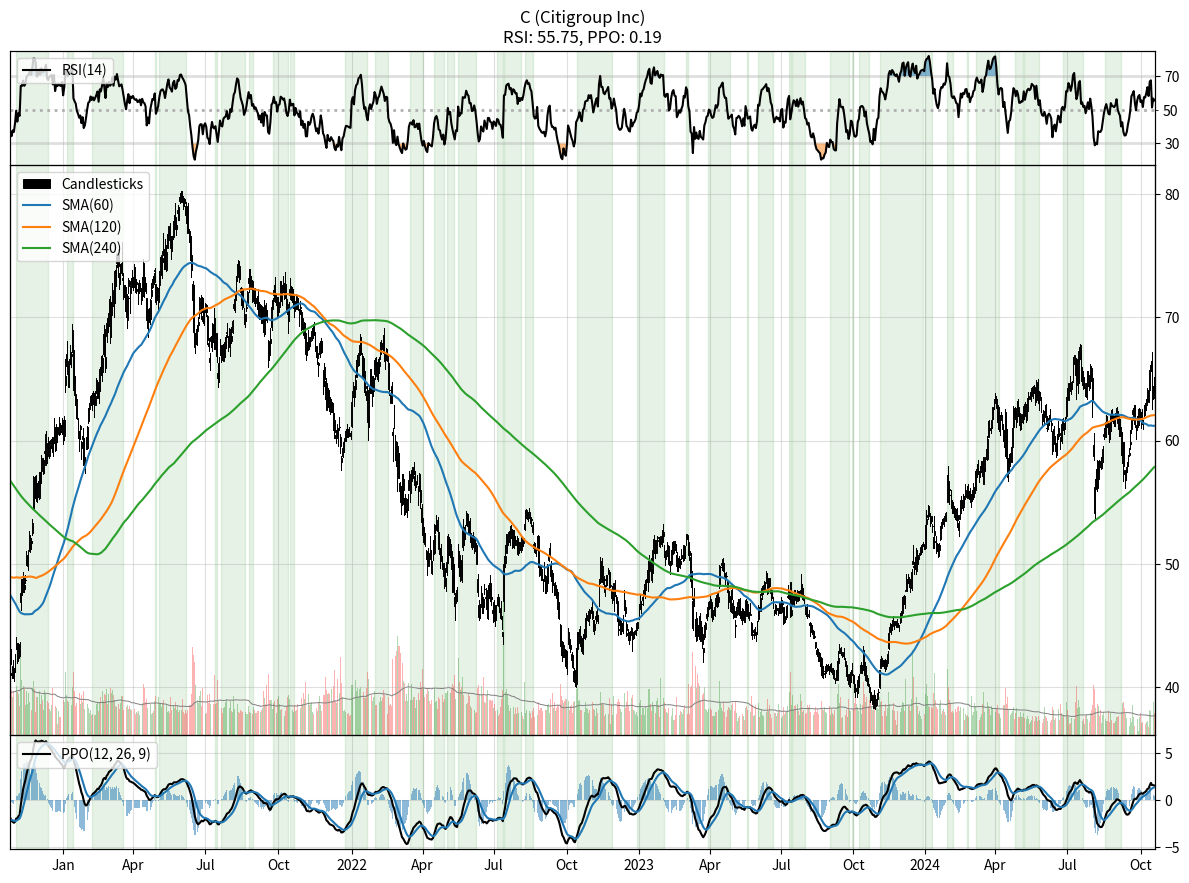 C (Citigroup Inc)
RSI: 55.75, PPO: 0.19
RSI(14)
70
50
30
Candlesticks
SMA(60)
SMA(120)
SMA(240)
80
70
60
50
40
PPO(12, 26, 9)
5
0
−5
Jan Apr Jul Oct 2022 Apr Jul Oct 2023 Apr Jul Oct 2024 Apr Jul Oct